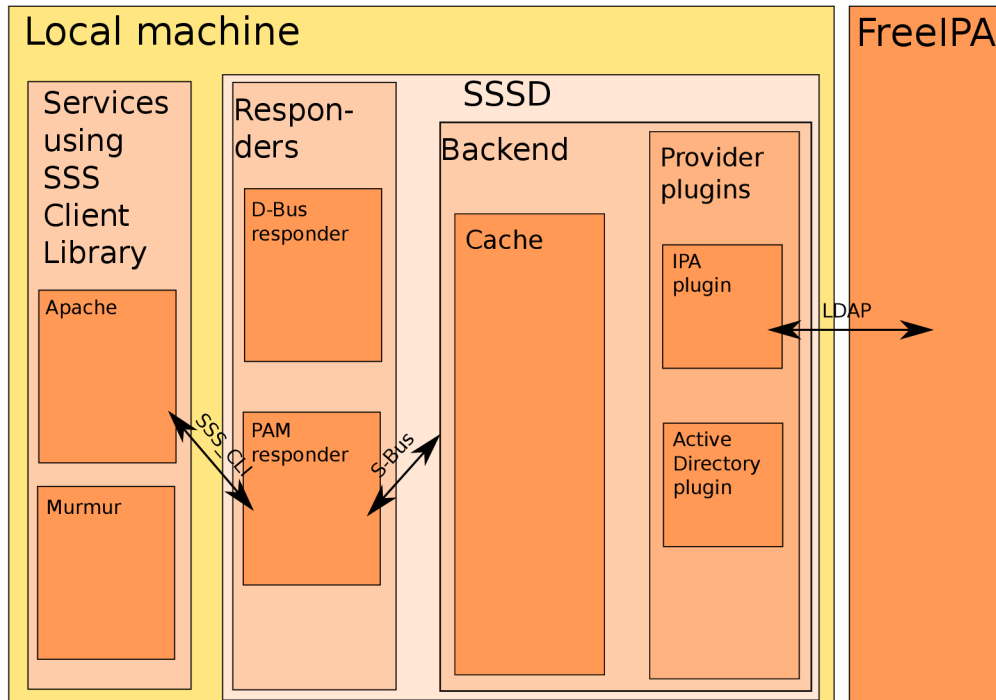 Local machine
FreeIPA
Services
using
SSS
Client
Library
Apache
Murmur
SSS_CLI
SSSD
Respon-
ders
D-Bus
responder
PAM
responder
S-Bus
Backend
Cache
Provider
plugins
IPA
plugin
Active
Directory
plugin
LDAP